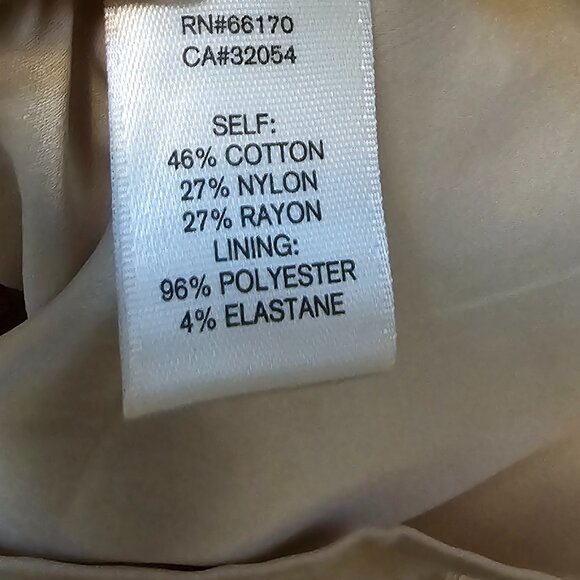 RN#66170
CA#32054
SELF:
46% COTTON
27% NYLON
27% RAYON
LINING:
96% POLYESTER
4% ELASTANE